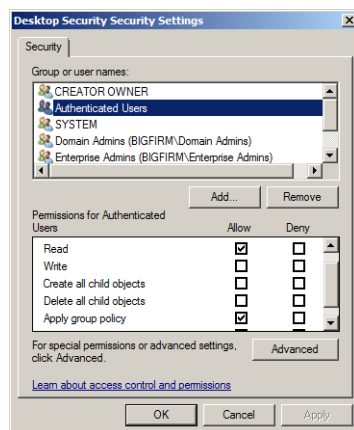 Desktop Security Security Settings
Security
Group or user names:
CREATOR OWNER
Authenticated Users
SYSTEM
Domain Admins (BIGFIRM\Domain Admins)
Enterprise Admins (BIGFIRM\Enterprise Admins)
Add... Remove
Permissions for Authenticated
Users Allow Deny
Read
Write
Create all child objects
Delete all child objects
Apply group policy
For special permissions or advanced settings,
click Advanced. Advanced
Learn about access control and permissions
OK Cancel Apply